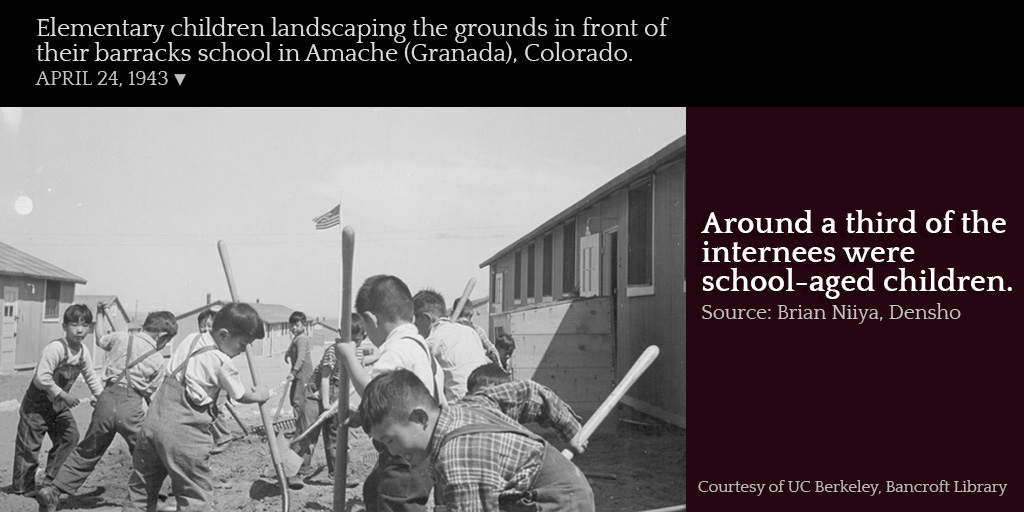 Elementary children landscaping the grounds in front of
their barracks school in Amache (Granada), Colorado.
APRIL 24, 1943 ▼
Around a third of the
internees were
school-aged children.
Source: Brian Niiya, Densho
Courtesy of UC Berkeley, Bancroft Library